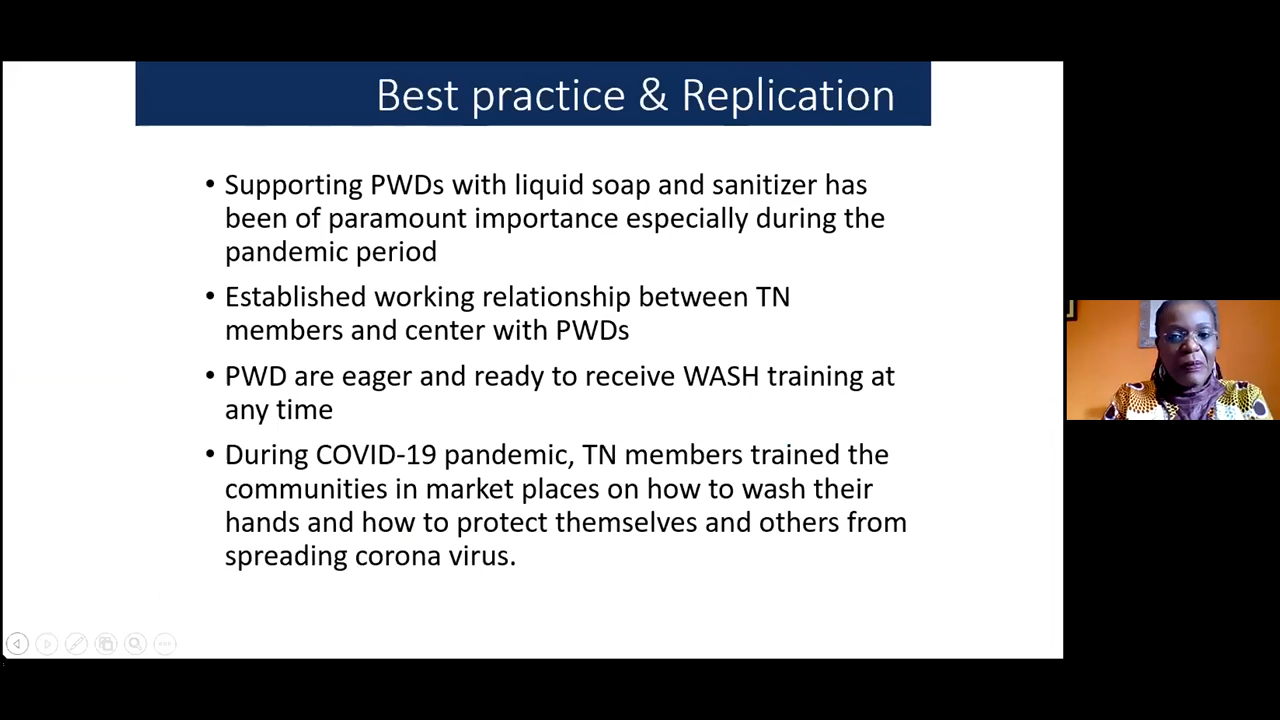 Best practice & Replication
• Supporting PWDs with liquid soap and sanitizer has
been of paramount importance especially during the
pandemic period
• Established working relationship between TN
members and center with PWDs
• PWD are eager and ready to receive WASH training at
any time
• During COVID-19 pandemic, TN members trained the
communities in market places on how to wash their
hands and how to protect themselves and others from
spreading corona virus.